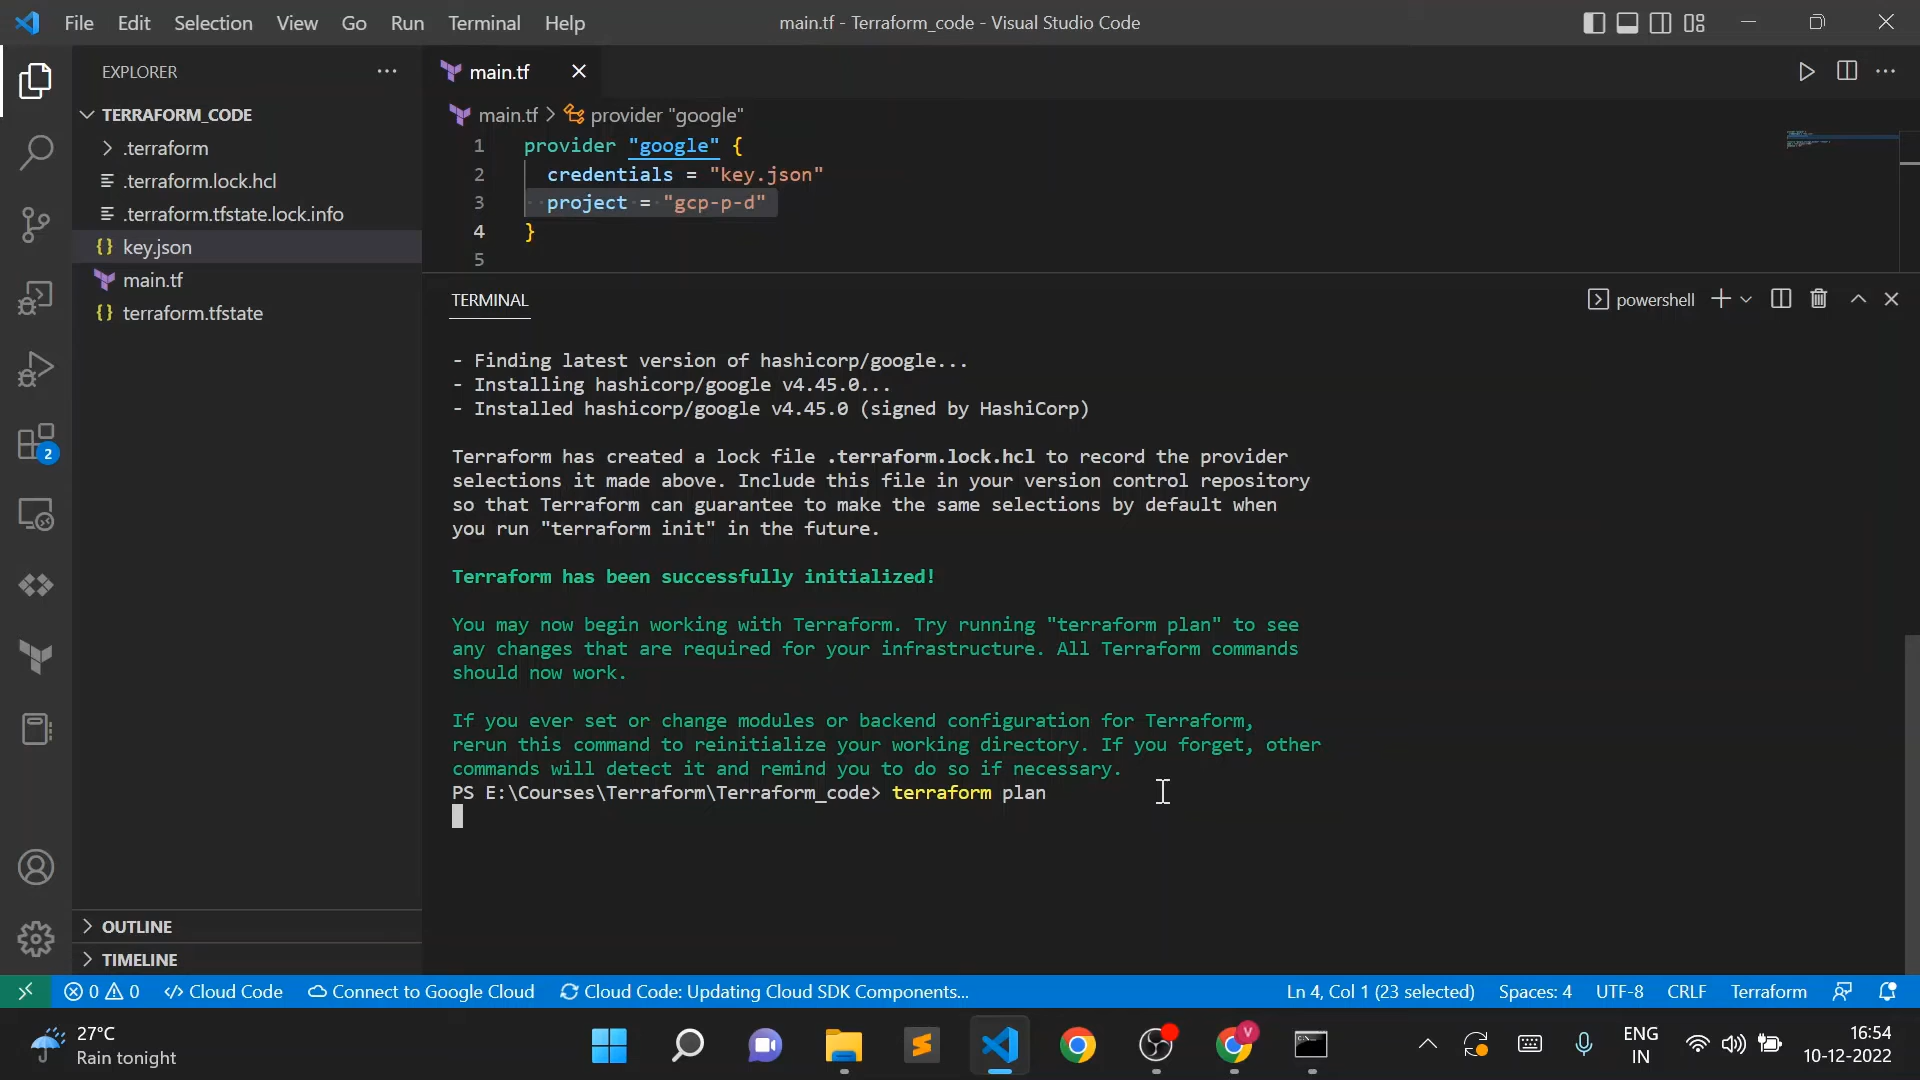 File Edit Selection View Go Run Terminal Help
main.tf - Terraform_code - Visual Studio Code
EXPLORER
TERRAFORM_CODE
.terraform
.terraform.lock.hcl
.terraform.tfstate.lock.info
key.json
main.tf
terraform.tfstate
OUTLINE
TIMELINE
2
main.tf
main.tf > provider "google"
1 provider "google" {
2 credentials = "key.json"
3 project = "gcp-p-d"
4 }
5
TERMINAL
powershell
- Finding latest version of hashicorp/google...
- Installing hashicorp/google v4.45.0...
- Installed hashicorp/google v4.45.0 (signed by HashiCorp)
Terraform has created a lock file .terraform.lock.hcl to record the provider
selections it made above. Include this file in your version control repository
so that Terraform can guarantee to make the same selections by default when
you run "terraform init" in the future.
Terraform has been successfully initialized!
You may now begin working with Terraform. Try running "terraform plan" to see
any changes that are required for your infrastructure. All Terraform commands
should now work.
If you ever set or change modules or backend configuration for Terraform,
rerun this command to reinitialize your working directory. If you forget, other
commands will detect it and remind you to do so if necessary.
PS E:\Courses\Terraform\Terraform_code> terraform plan
0 0 Cloud Code Connect to Google Cloud Cloud Code: Updating Cloud SDK Components...
Ln 4, Col 1 (23 selected) Spaces: 4 UTF-8 CRLF Terraform
27°C
Rain tonight
V
ENG
IN
16:54
10-12-2022